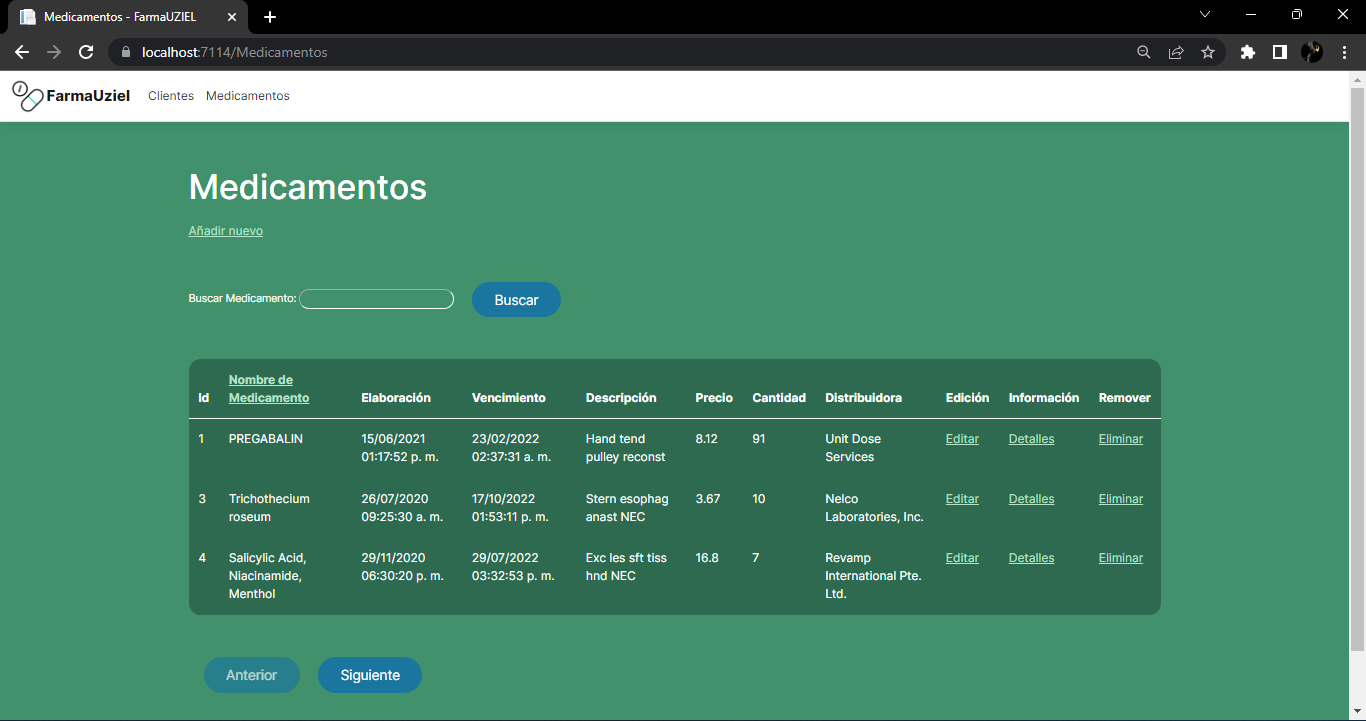 Medicamentos - FarmaUZIEL
localhost:7114/Medicamentos
FarmaUziel Clientes Medicamentos
Medicamentos
Añadir nuevo
Buscar Medicamento: Buscar
Id Nombre de Medicamento Elaboración Vencimiento Descripción Precio Cantidad Distribuidora Edición Información Remover
1 PREGABALIN 15/06/2021 23/02/2022 Hand tend 8.12 91 Unit Dose Editar Detalles Eliminar
01:17:52 p. m. 02:37:31 a. m. pulley reconst Services
3 Trichothecium 26/07/2020 17/10/2022 Stern esophag 3.67 10 Nelco Editar Detalles Eliminar
roseum 09:25:30 a. m. 01:53:11 p. m. anast NEC Laboratories, Inc.
4 Salicylic Acid, 29/11/2020 29/07/2022 Exc les sft tiss 16.8 7 Revamp Editar Detalles Eliminar
Niacinamide, 06:30:20 p. m. 03:32:53 p. m. hnd NEC International Pte.
Menthol Ltd.
Anterior Siguiente